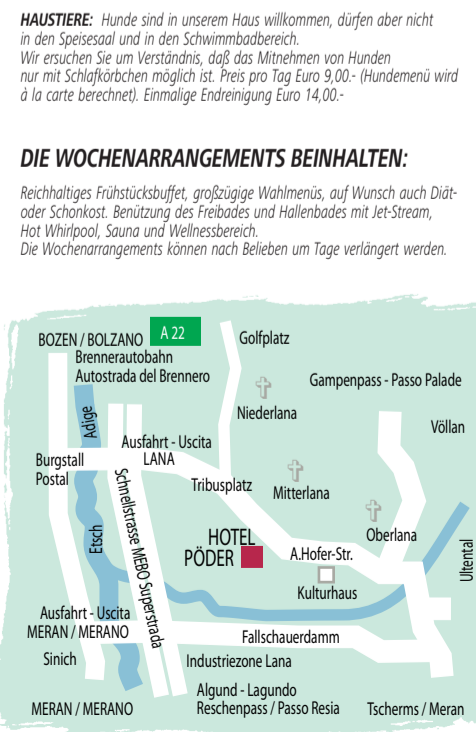 HAUSTIERE: Hunde sind in unserem Haus willkommen, dürfen aber nicht
in den Speisesaal und in den Schwimmbadbereich.
Wir ersuchen Sie um Verständnis, daß das Mitnehmen von Hunden
nur mit Schlafkörbchen möglich ist. Preis pro Tag Euro 9,00.- (Hundemenü wird
à la carte berechnet). Einmalige Endreinigung Euro 14,00.-
DIE WOCHENARRANGEMENTS BEINHALTEN:
Reichhaltiges Frühstücksbuffet, großzügige Wahlmenüs, auf Wunsch auch Diät-
oder Schonkost. Benützung des Freibades und Hallenbades mit Jet-Stream,
Hot Whirlpool, Sauna und Wellnessbereich.
Die Wochenarrangements können nach Belieben um Tage verlängert werden.
BOZEN / BOLZANO
A 22
Brennerautobahn
Autostrada del Brennero
Golfplatz
Gampenpass - Passo Palade
Niederlana
Völlan
Adige
Ausfahrt - Uscita
LANA
Burgstall
Postal
Tribusplatz
Mitterlana
Schnellstrasse MEBO Superstrada
Etsch
Oberlana
HOTEL
PÖDER
A.Hofer-Str.
Ultental
Kulturhaus
Ausfahrt - Uscita
MERAN / MERANO
Fallschauerdamm
Sinich
Industriezone Lana
Algund - Lagundo
Reschenpass / Passo Resia
MERAN / MERANO
Tscherms / Meran